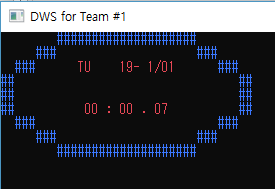 DWS for Team #1
TU 19- 1/01
00 : 00 . 07